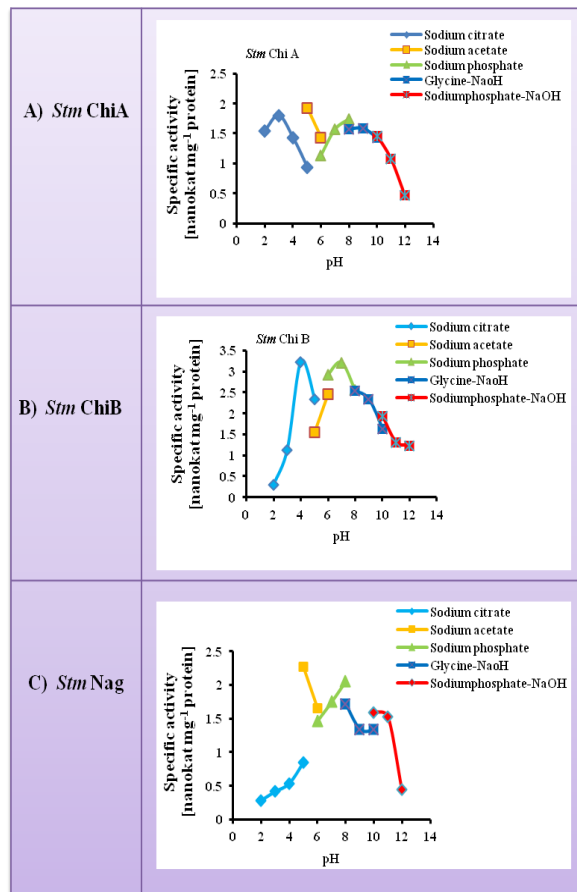 A) Stm ChiA
Stm Chi A
Sodium citrate
Sodium acetate
Sodium phosphate
Glycine-NaoH
Sodiumphosphate-NaOH
Specific activity
[nanokat mg-1 protein]
2.5
2
1.5
1
0.5
0
0 2 4 6 8 10 12 14
pH
B) Stm ChiB
Stm Chi B
Sodium citrate
Sodium acetate
Sodium phosphate
Glycine-NaoH
Sodiumphosphate-NaOH
Specific activity
[nanokat mg-1 protein]
3.5
3
2.5
2
1.5
1
0.5
0
0 2 4 6 8 10 12 14
pH
C) Stm Nag
Sodium citrate
Sodium acetate
Sodium phosphate
Glycine-NaoH
Sodiumphosphate-NaOH
Specific activity
[nanokat mg-1 protein]
2.5
2
1.5
1
0.5
0
0 2 4 6 8 10 12 14
pH